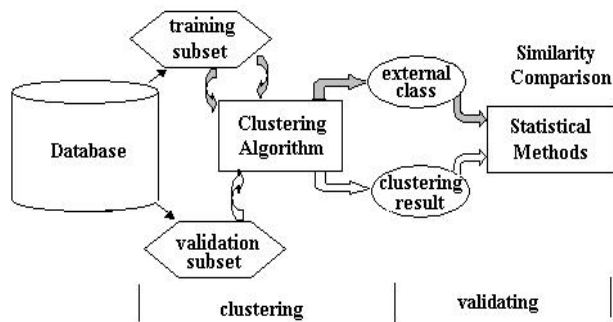 training
subset
Similarity
Comparison
external
class
Database
Clustering
Algorithm
Statistical
Methods
clustering
result
validation
subset
clustering
validating